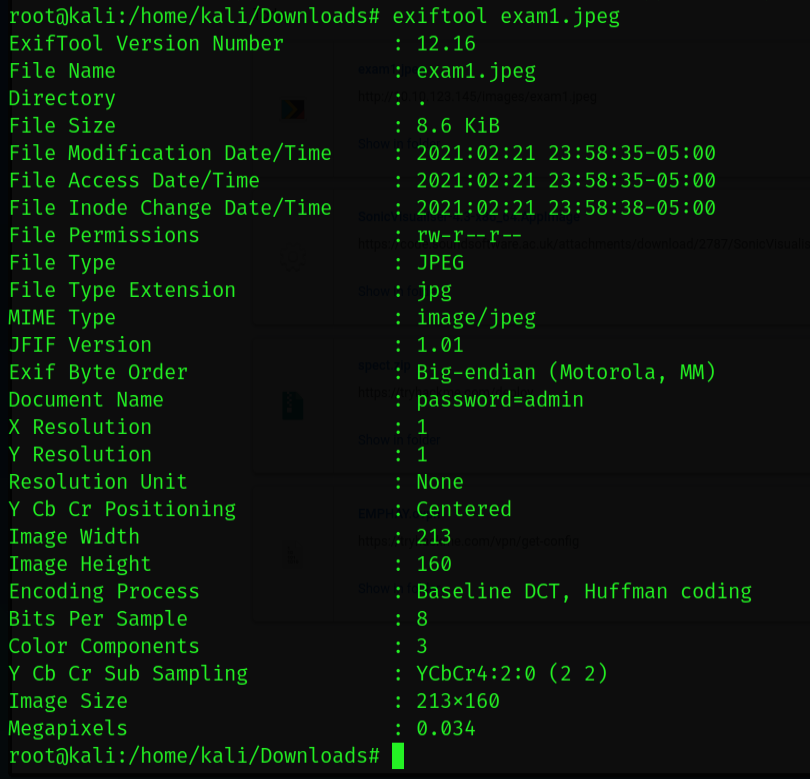 root@kali:/home/kali/Downloads# exiftool exam1.jpeg
ExifTool Version Number : 12.16
File Name : exam1.jpeg
Directory : .
File Size : 8.6 KiB
File Modification Date/Time : 2021:02:21 23:58:35-05:00
File Access Date/Time : 2021:02:21 23:58:35-05:00
File Inode Change Date/Time : 2021:02:21 23:58:38-05:00
File Permissions : rw-r--r--
File Type : JPEG
File Type Extension : jpg
MIME Type : image/jpeg
JFIF Version : 1.01
Exif Byte Order : Big-endian (Motorola, MM)
Document Name : password=admin
X Resolution : 1
Y Resolution : 1
Resolution Unit : None
Y Cb Cr Positioning : Centered
Image Width : 213
Image Height : 160
Encoding Process : Baseline DCT, Huffman coding
Bits Per Sample : 8
Color Components : 3
Y Cb Cr Sub Sampling : YCbCr4:2:0 (2 2)
Image Size : 213×160
Megapixels : 0.034
root@kali:/home/kali/Downloads#